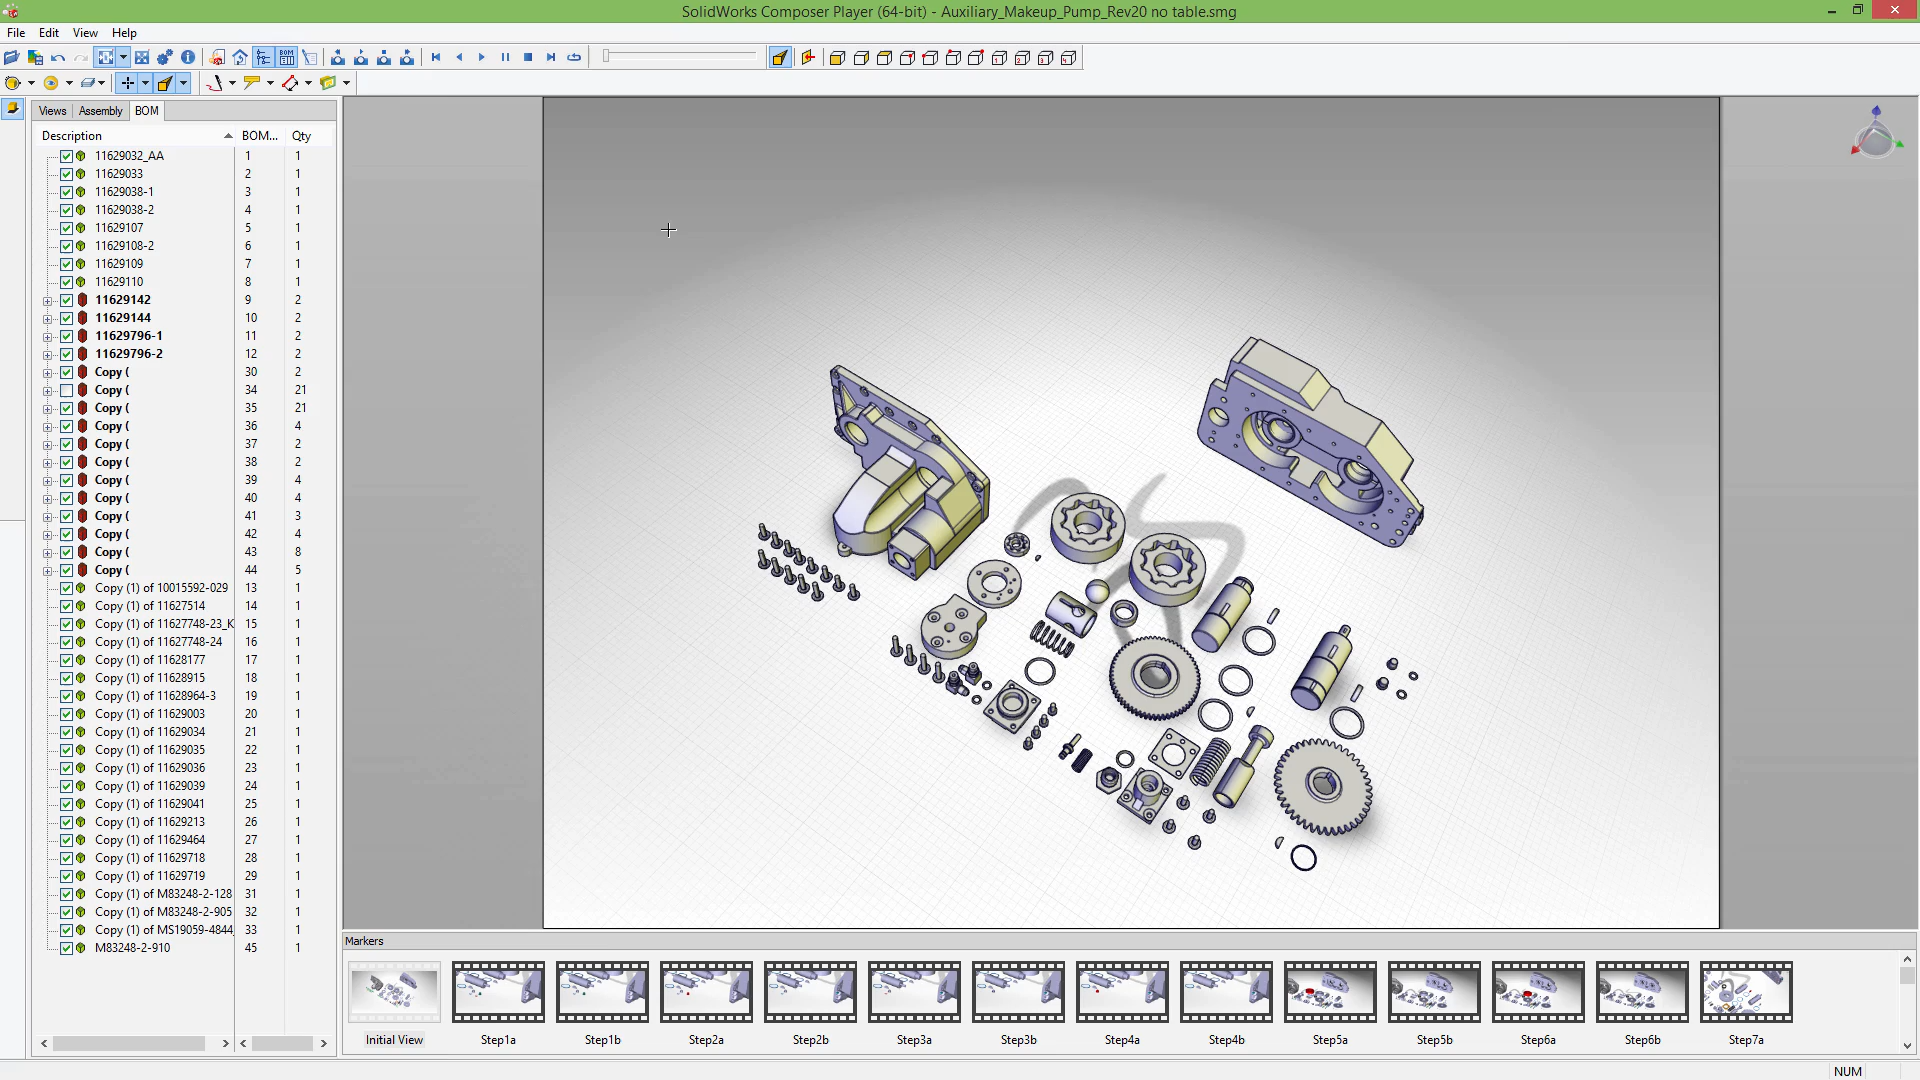 SolidWorks Composer Player (64-bit) - Auxiliary_Makeup_Pump_Rev20 no table.smg
File Edit View Help
Views Assembly BOM
Description BOM... Qty
11629032_AA 1 1
11629033 2 1
11629038-1 3 1
11629038-2 4 1
11629107 5 1
11629108-2 6 1
11629109 7 1
11629110 8 1
11629142 9 2
11629144 10 2
11629796-1 11 2
11629796-2 12 2
Copy ( 30 2
Copy ( 34 21
Copy ( 35 21
Copy ( 36 4
Copy ( 37 2
Copy ( 38 2
Copy ( 39 4
Copy ( 40 4
Copy ( 41 3
Copy ( 42 4
Copy ( 43 8
Copy ( 44 5
Copy (1) of 10015592-029 13 1
Copy (1) of 11627514 14 1
Copy (1) of 11627748-23_K 15 1
Copy (1) of 11627748-24 16 1
Copy (1) of 11628177 17 1
Copy (1) of 11628915 18 1
Copy (1) of 11628964-3 19 1
Copy (1) of 11629003 20 1
Copy (1) of 11629034 21 1
Copy (1) of 11629035 22 1
Copy (1) of 11629036 23 1
Copy (1) of 11629039 24 1
Copy (1) of 11629041 25 1
Copy (1) of 11629213 26 1
Copy (1) of 11629464 27 1
Copy (1) of 11629718 28 1
Copy (1) of 11629719 29 1
Copy (1) of M83248-2-128 31 1
Copy (1) of M83248-2-905 32 1
Copy (1) of MS19059-4844 33 1
M83248-2-910 45 1
Markers
Initial View Step1a Step1b Step2a Step2b Step3a Step3b Step4a Step4b Step5a Step5b Step6a Step6b Step7a
NUM